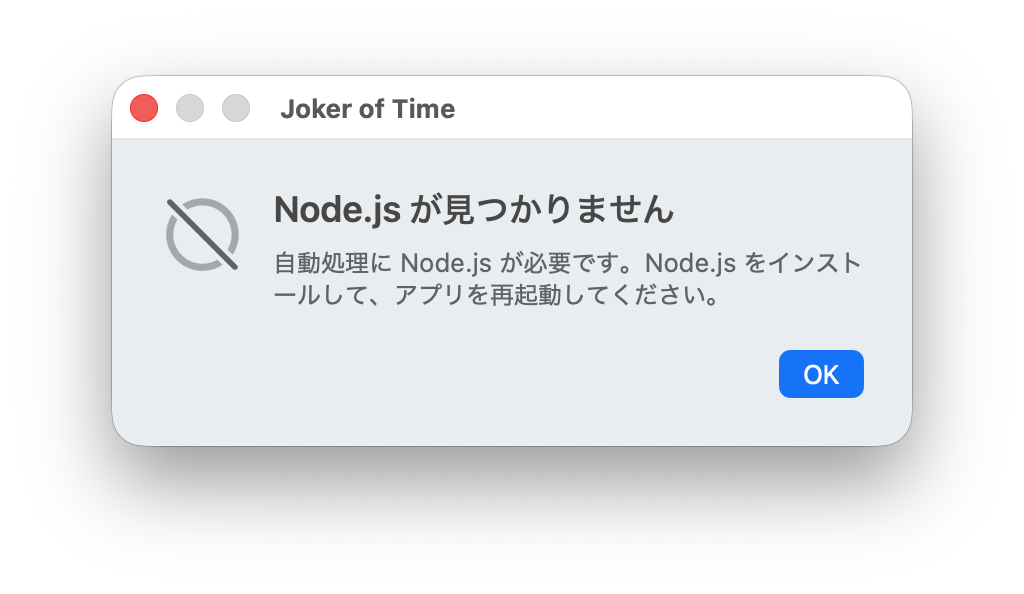 Joker of Time
Node.js が見つかりません
自動処理に Node.js が必要です。Node.js をインスト
ールして、アプリを再起動してください。
OK